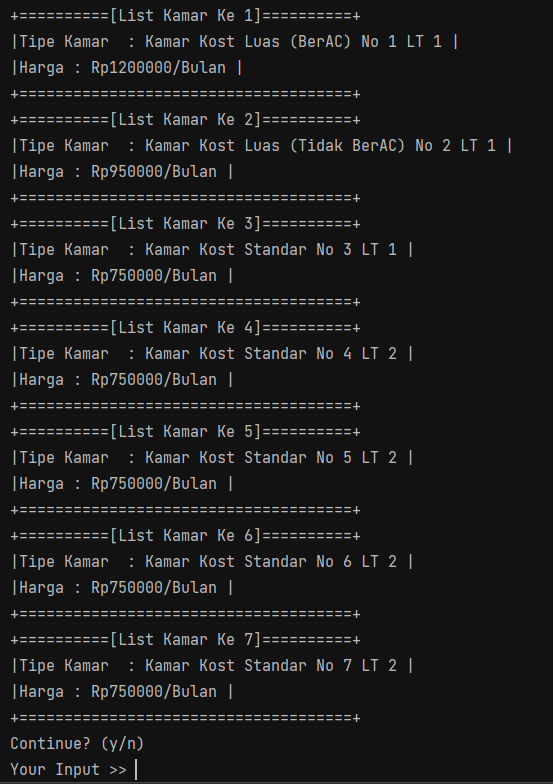 +==========[List Kamar Ke 1]==========+
|Tipe Kamar  : Kamar Kost Luas (BerAC) No 1 LT 1 |
|Harga : Rp1200000/Bulan |
+=====================================+
+==========[List Kamar Ke 2]==========+
|Tipe Kamar  : Kamar Kost Luas (Tidak BerAC) No 2 LT 1 |
|Harga : Rp950000/Bulan |
+=====================================+
+==========[List Kamar Ke 3]==========+
|Tipe Kamar  : Kamar Kost Standar No 3 LT 1 |
|Harga : Rp750000/Bulan |
+=====================================+
+==========[List Kamar Ke 4]==========+
|Tipe Kamar  : Kamar Kost Standar No 4 LT 2 |
|Harga : Rp750000/Bulan |
+=====================================+
+==========[List Kamar Ke 5]==========+
|Tipe Kamar  : Kamar Kost Standar No 5 LT 2 |
|Harga : Rp750000/Bulan |
+=====================================+
+==========[List Kamar Ke 6]==========+
|Tipe Kamar  : Kamar Kost Standar No 6 LT 2 |
|Harga : Rp750000/Bulan |
+=====================================+
+==========[List Kamar Ke 7]==========+
|Tipe Kamar  : Kamar Kost Standar No 7 LT 2 |
|Harga : Rp750000/Bulan |
+=====================================+
Continue? (y/n)
Your Input >>